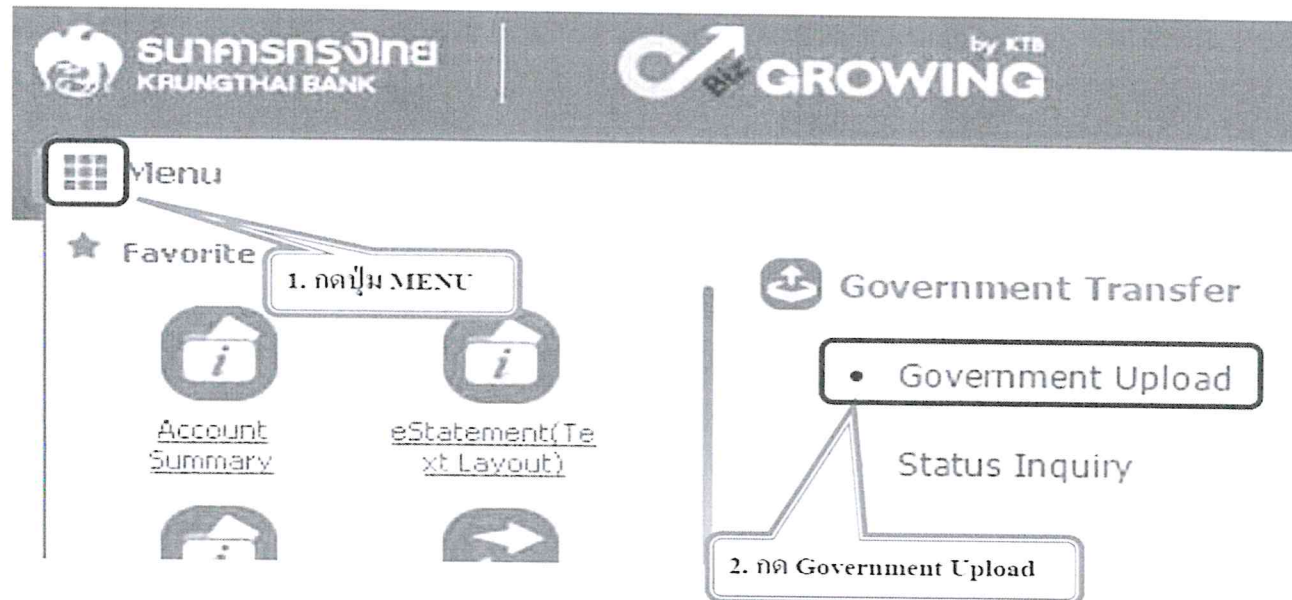 ธนาคารกรุงไทย
KRUNGTHAI BANK
by KTB
Biz GROWING
Menu
Favorite
1. กดปุ่ม MENU
Account
Summary
eStatement(Te
xt Layout)
Government Transfer
• Government Upload
Status Inquiry
2. กด Government Upload